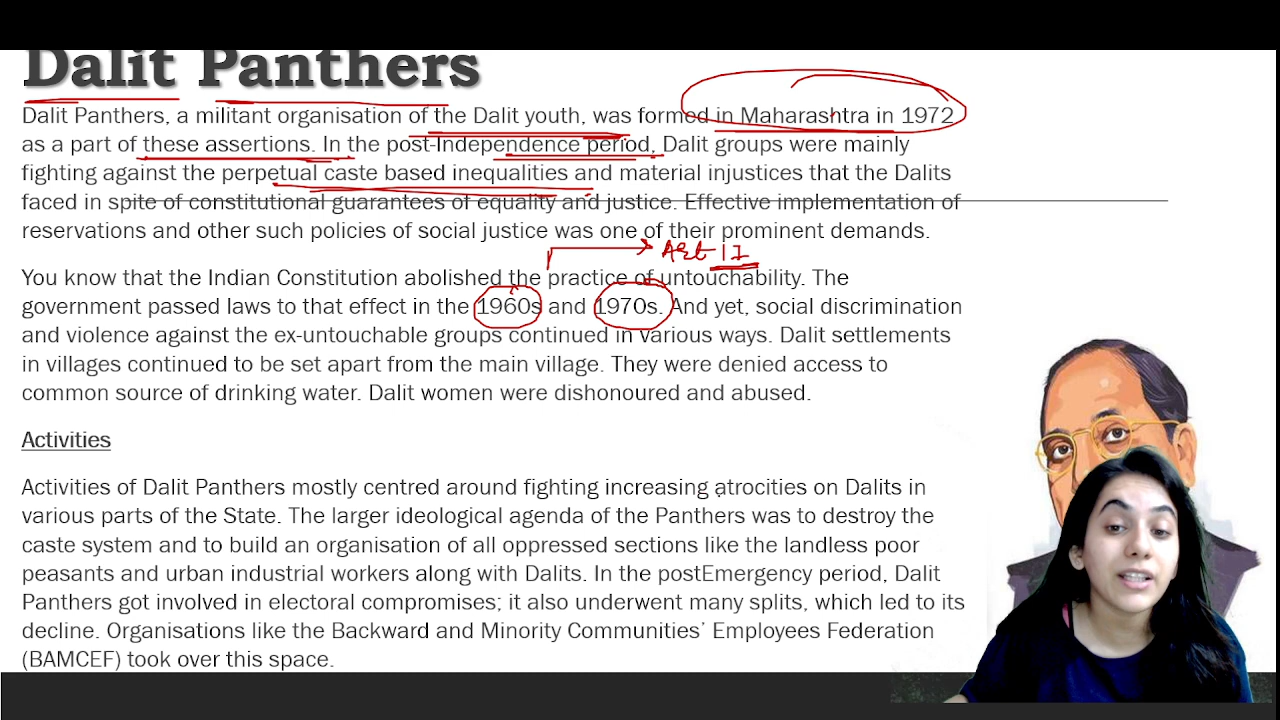 Dalit Panthers
Dalit Panthers, a militant organisation of the Dalit youth, was formed in Maharashtra in 1972
as a part of these assertions. In the post-Independence period, Dalit groups were mainly
fighting against the perpetual caste based inequalities and material injustices that the Dalits
faced in spite of constitutional guarantees of equality and justice. Effective implementation of
reservations and other such policies of social justice was one of their prominent demands.
Art 17
You know that the Indian Constitution abolished the practice of untouchability. The
government passed laws to that effect in the 1960s and 1970s. And yet, social discrimination
and violence against the ex-untouchable groups continued in various ways. Dalit settlements
in villages continued to be set apart from the main village. They were denied access to
common source of drinking water. Dalit women were dishonoured and abused.
Activities
Activities of Dalit Panthers mostly centred around fighting increasing atrocities on Dalits in
various parts of the State. The larger ideological agenda of the Panthers was to destroy the
caste system and to build an organisation of all oppressed sections like the landless poor
peasants and urban industrial workers along with Dalits. In the postEmergency period, Dalit
Panthers got involved in electoral compromises; it also underwent many splits, which led to its
decline. Organisations like the Backward and Minority Communities’ Employees Federation
(BAMCEF) took over this space.